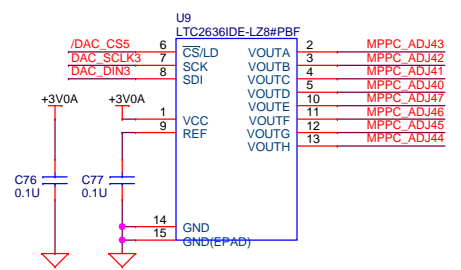 U9
LTC2636IDE-LZ8#PBF
/DAC_CS5 6 CS/LD VOUTA 2 MPPC_ADJ43
DAC_SCLK3 7 SCK VOUTB 3 MPPC_ADJ42
DAC_DIN3 8 SDI VOUTC 4 MPPC_ADJ41
VOUTD 5 MPPC_ADJ40
+3V0A +3V0A VOUTE 10 MPPC_ADJ47
1 VCC VOUTF 11 MPPC_ADJ46
9 REF VOUTG 12 MPPC_ADJ45
VOUTH 13 MPPC_ADJ44
C76 C77
0.1U 0.1U
14 GND
15 GND(EPAD)